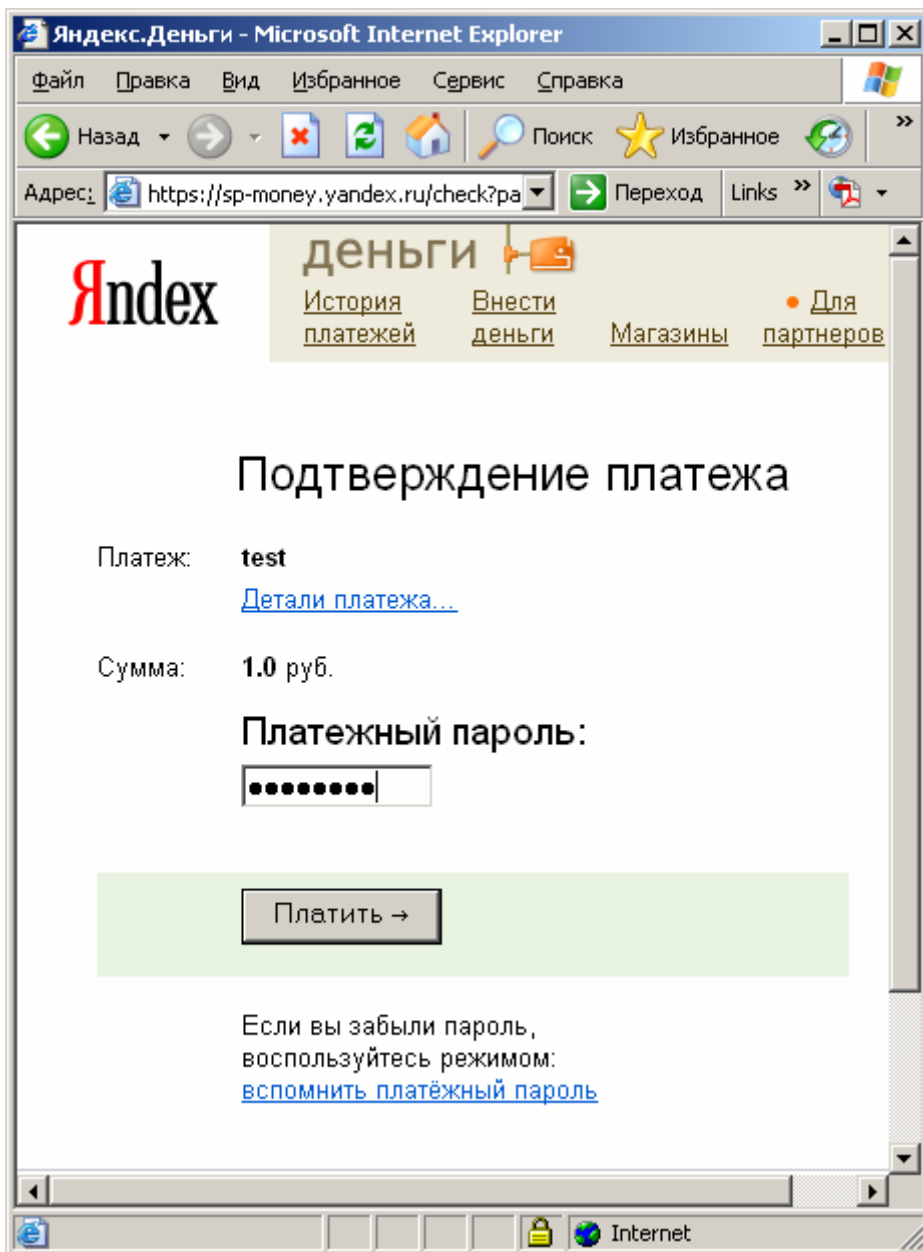 Яндекс.Деньги - Microsoft Internet Explorer
Файл Правка Вид Избранное Сервис Справка
Назад Поиск Избранное »
Адрес: https://sp-money.yandex.ru/check?pa Переход Links »
Яndex деньги
История платежей Внести деньги Магазины • Для партнеров
Подтверждение платежа
Платеж: test
Детали платежа...
Сумма: 1.0 руб.
Платежный пароль:
••••••••
Платить →
Если вы забыли пароль,
воспользуйтесь режимом:
вспомнить платёжный пароль
Internet